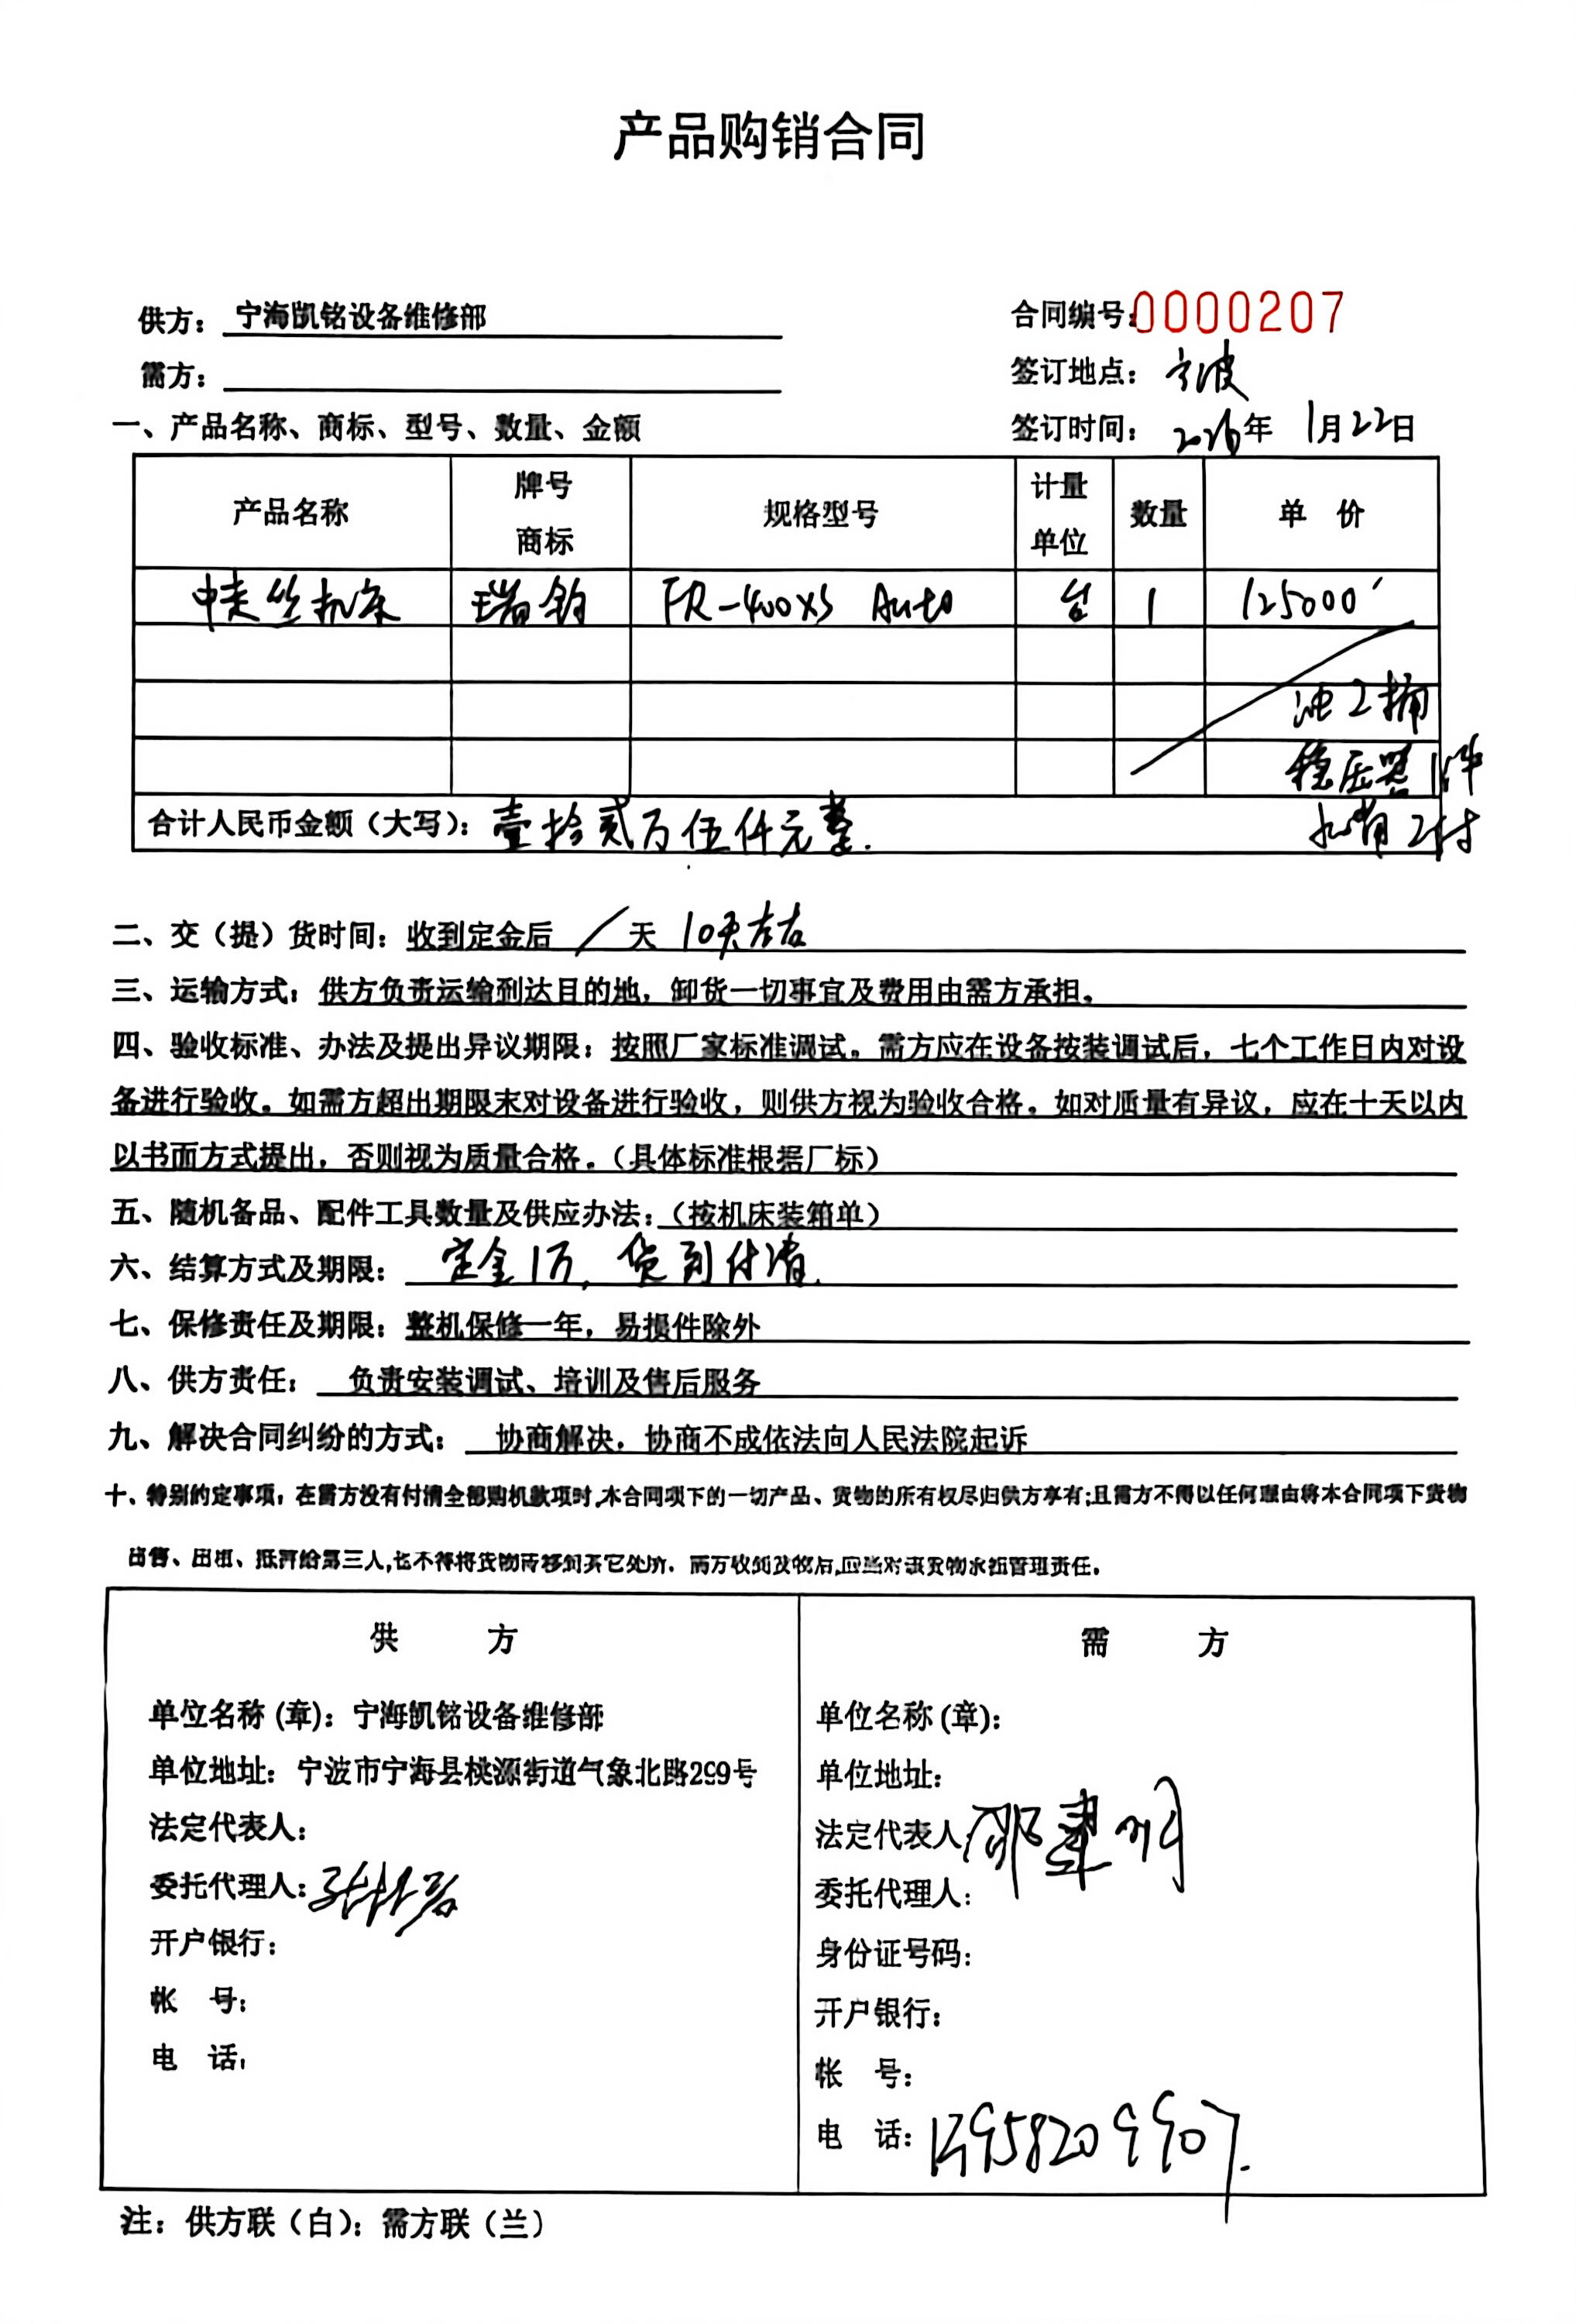 产品购销合同
供方： 宁海凯铭设备维修部
合同编号：0000207
需方：
签订地点： 宁波
一、产品名称、商标、型号、数量、金额
签订时间： 2026年 1月22日
产品名称 牌号商标 规格型号 计量单位 数量 单 价
中走丝机床 瑞钧 FR-400XS Auto 台 1 125000
油2桶
稳压器1件
2村
合计人民币金额（大写）：壹拾贰万伍仟元整.
二、交（提）货时间：收到定金后 / 天 10天左右
三、运输方式：供方负责运输到达目的地，卸货一切事宜及费用由需方承担。
四、验收标准、办法及提出异议期限：按照厂家标准调试。需方应在设备按装调试后，七个工作日内对设
备进行验收。如需方超出期限末对设备进行验收，则供方视为验收合格。如对质量有异议，应在十天以内
以书面方式提出，否则视为质量合格。（具体标准根据厂标）
五、随机备品、配件工具数量及供应办法：（按机床装箱单）
六、结算方式及期限： 定金1万，货到付清.
七、保修责任及期限：整机保修一年，易损件除外
八、供方责任： 负责安装调试、培训及售后服务
九、解决合同纠纷的方式： 协商解决，协商不成依法向人民法院起诉
十、特别约定事项：在需方没有付清全部购机款项时,本合同项下的一切产品、货物的所有权尽归供方享有;且需方不得以任何理由将本合同项下货物
出售、出租、抵押给第三人,也不得将货物转移到其它处所。需方收到货物后,应当对该货物承担管理责任。
供 方
单位名称 (章)：宁海凯铭设备维修部
单位地址：宁波市宁海县桃源街道气象北路299号
法定代表人：
委托代理人：
开户银行：
帐 号：
电 话：
需 方
单位名称 (章)：
单位地址：
法定代表人：
委托代理人：
身份证号码：
开户银行：
帐 号：
电 话：13958209907.
注：供方联（白）；需方联（兰）